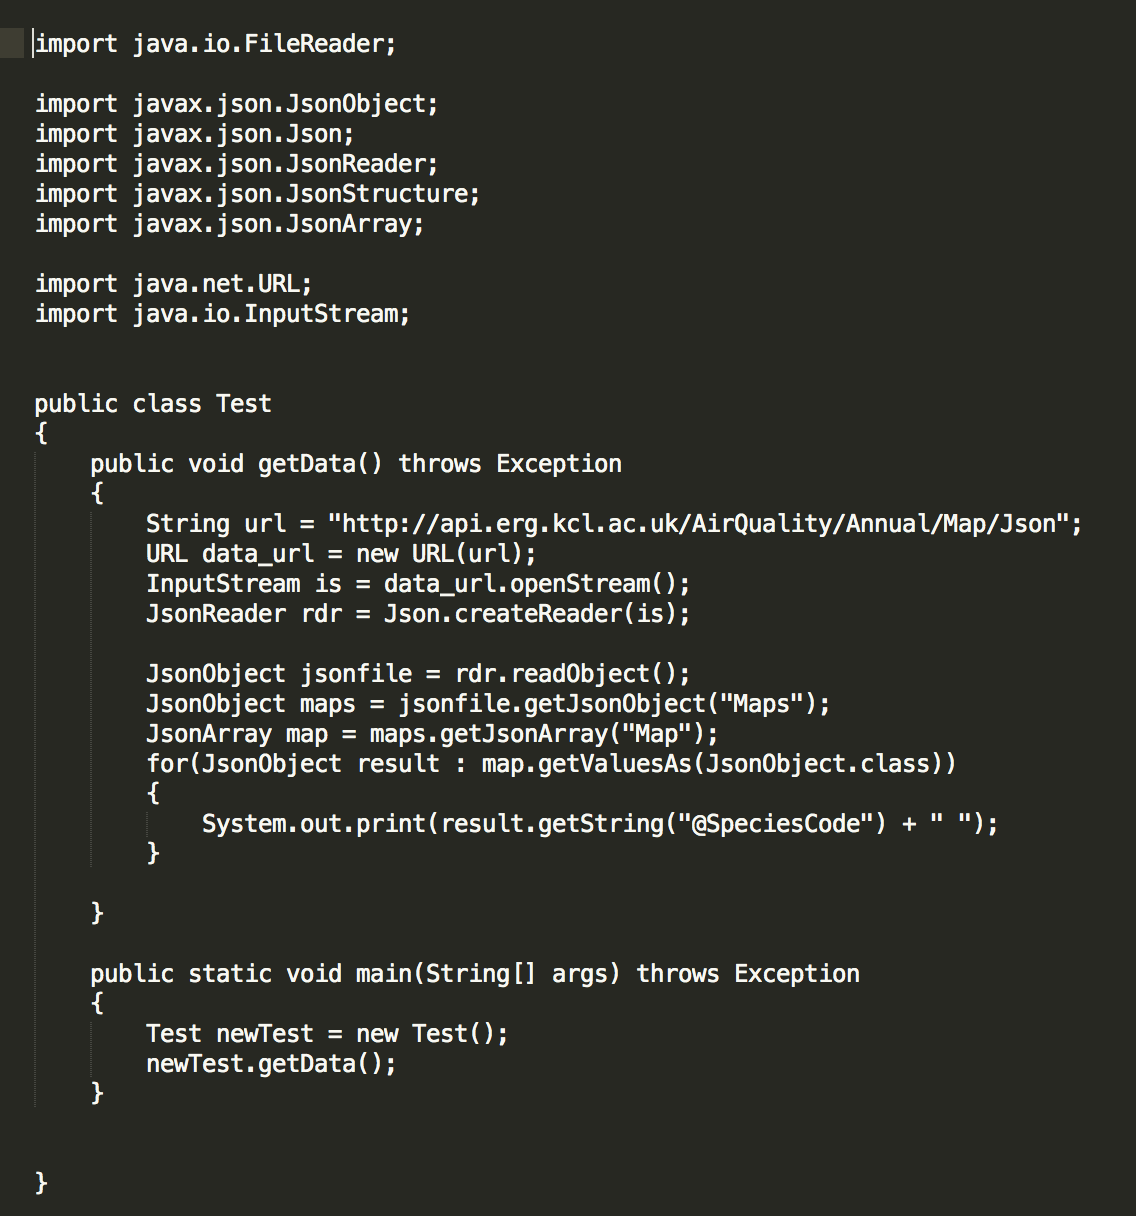 import java.io.FileReader;
import javax.json.JsonObject;
import javax.json.Json;
import javax.json.JsonReader;
import javax.json.JsonStructure;
import javax.json.JsonArray;
import java.net.URL;
import java.io.InputStream;
public class Test
{
    public void getData() throws Exception
    {
        String url = "http://api.erg.kcl.ac.uk/AirQuality/Annual/Map/Json";
        URL data_url = new URL(url);
        InputStream is = data_url.openStream();
        JsonReader rdr = Json.createReader(is);
        JsonObject jsonfile = rdr.readObject();
        JsonObject maps = jsonfile.getJsonObject("Maps");
        JsonArray map = maps.getJsonArray("Map");
        for(JsonObject result : map.getValuesAs(JsonObject.class))
        {
            System.out.print(result.getString("@SpeciesCode") + " ");
        }
    }
    public static void main(String[] args) throws Exception
    {
        Test newTest = new Test();
        newTest.getData();
    }
}